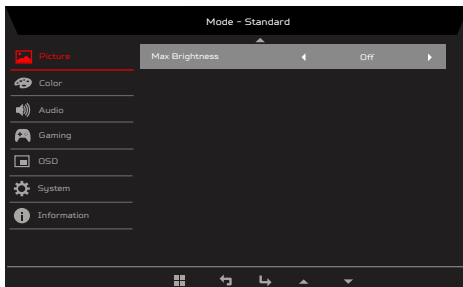 Mode - Standard
Picture
Max Brightness Off
Color
Audio
Gaming
OSD
System
Information